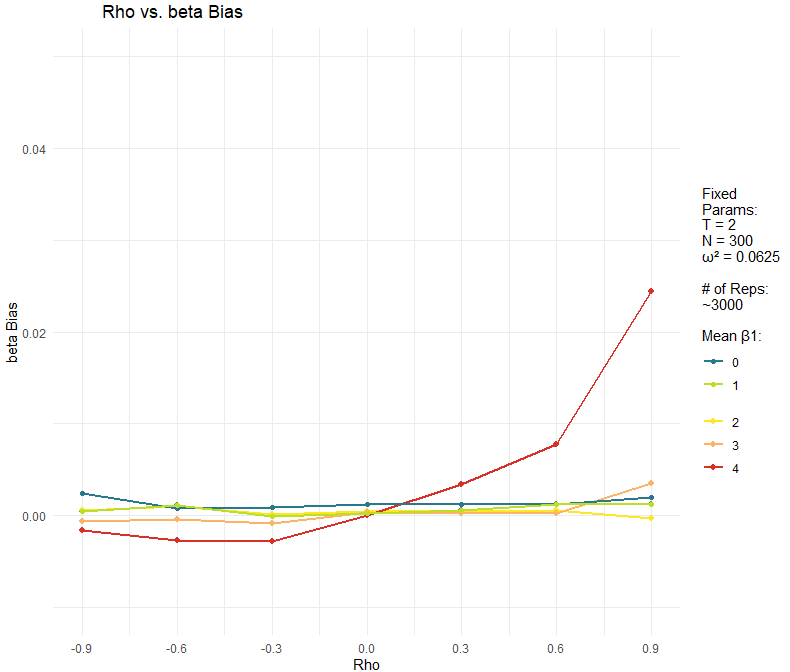 Rho vs. beta Bias
0.04
0.02
0.00
beta Bias
-0.9 -0.6 -0.3 0.0 0.3 0.6 0.9
Rho
Fixed
Params:
T = 2
N = 300
ω² = 0.0625
# of Reps:
~3000
Mean β1:
0
1
2
3
4